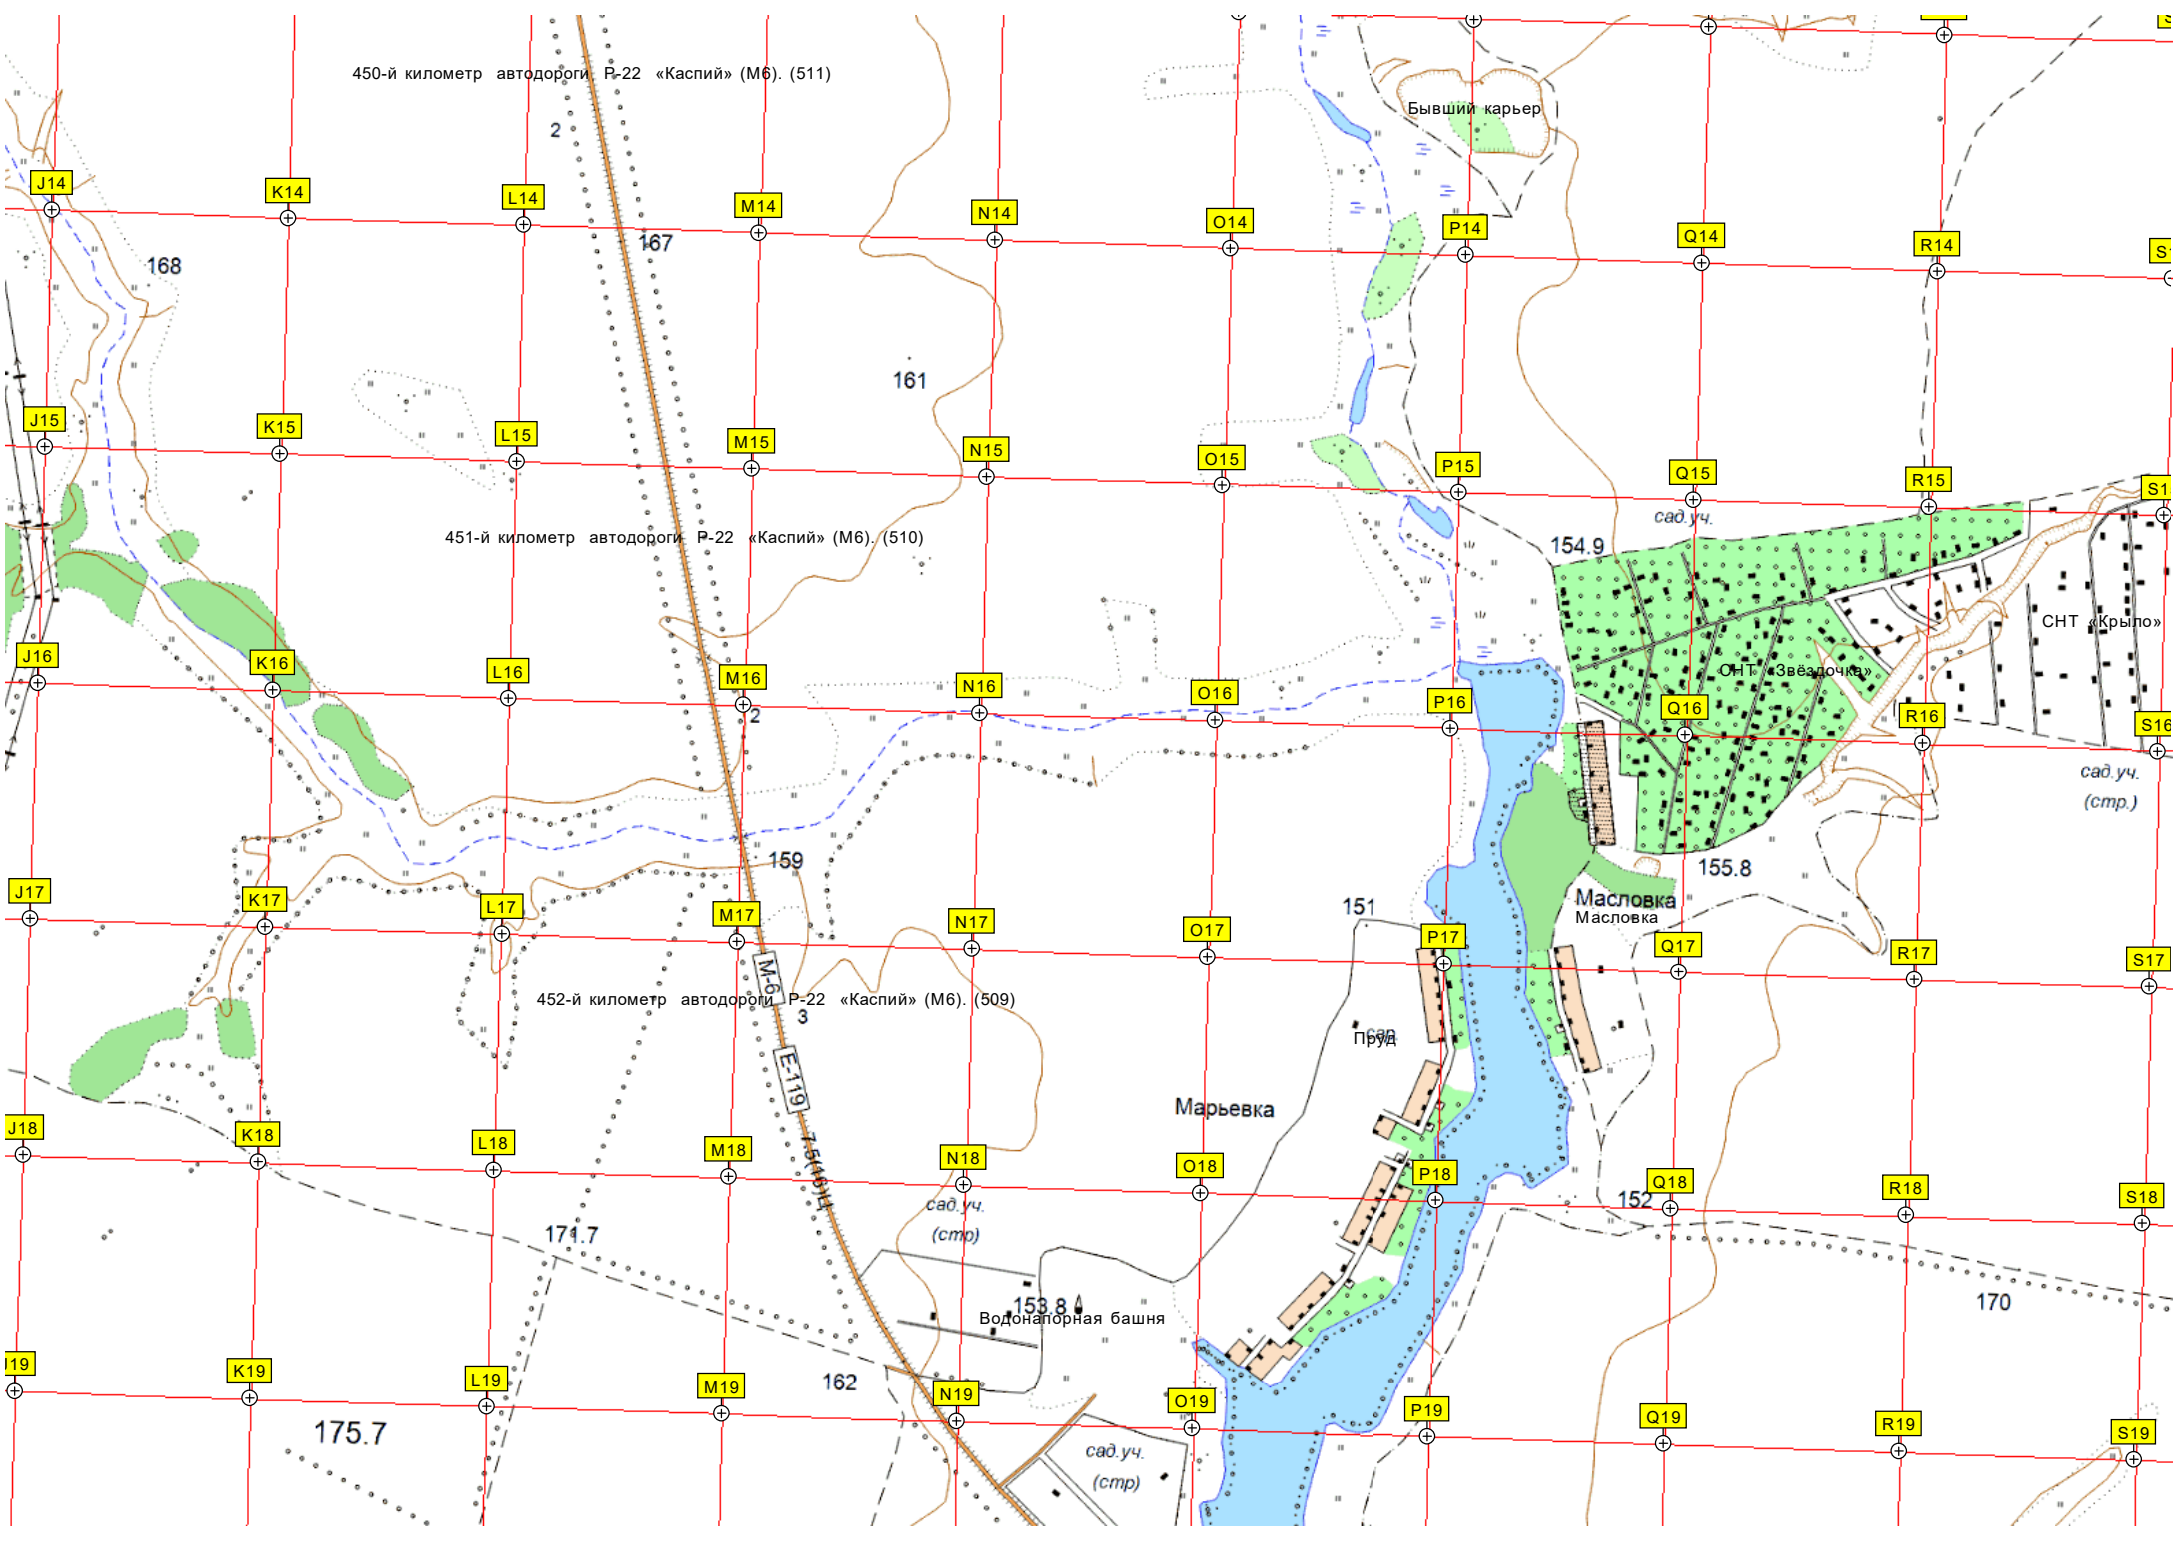 450-й километр автодороги Р-22 «Каспий» (М6). (511)
Бывший карьер
2
J14
K14
L14
M14
N14
O14
P14
Q14
R14
167
168
161
J15
K15
L15
M15
N15
O15
P15
Q15
R15
сад.уч.
451-й километр автодороги Р-22 «Каспий» (М6). (510)
154.9
СНТ «Крыло»
СНТ «Звёздочка»
J16
K16
L16
M16
N16
O16
P16
Q16
R16
S16
2
сад.уч.
(стр.)
159
155.8
Масловка
Масловка
151
J17
K17
L17
M17
N17
O17
P17
Q17
R17
S17
М-6
452-й километр автодороги Р-22 «Каспий» (М6). (509)
3
сар.
Пруд
Е-119
Марьевка
J18
K18
L18
M18
N18
O18
P18
Q18
R18
S18
152
сад.уч.
(стр)
171.7
170
153.8
Водонапорная башня
162
J19
K19
L19
M19
N19
O19
P19
Q19
R19
S19
175.7
сад.уч.
(стр)